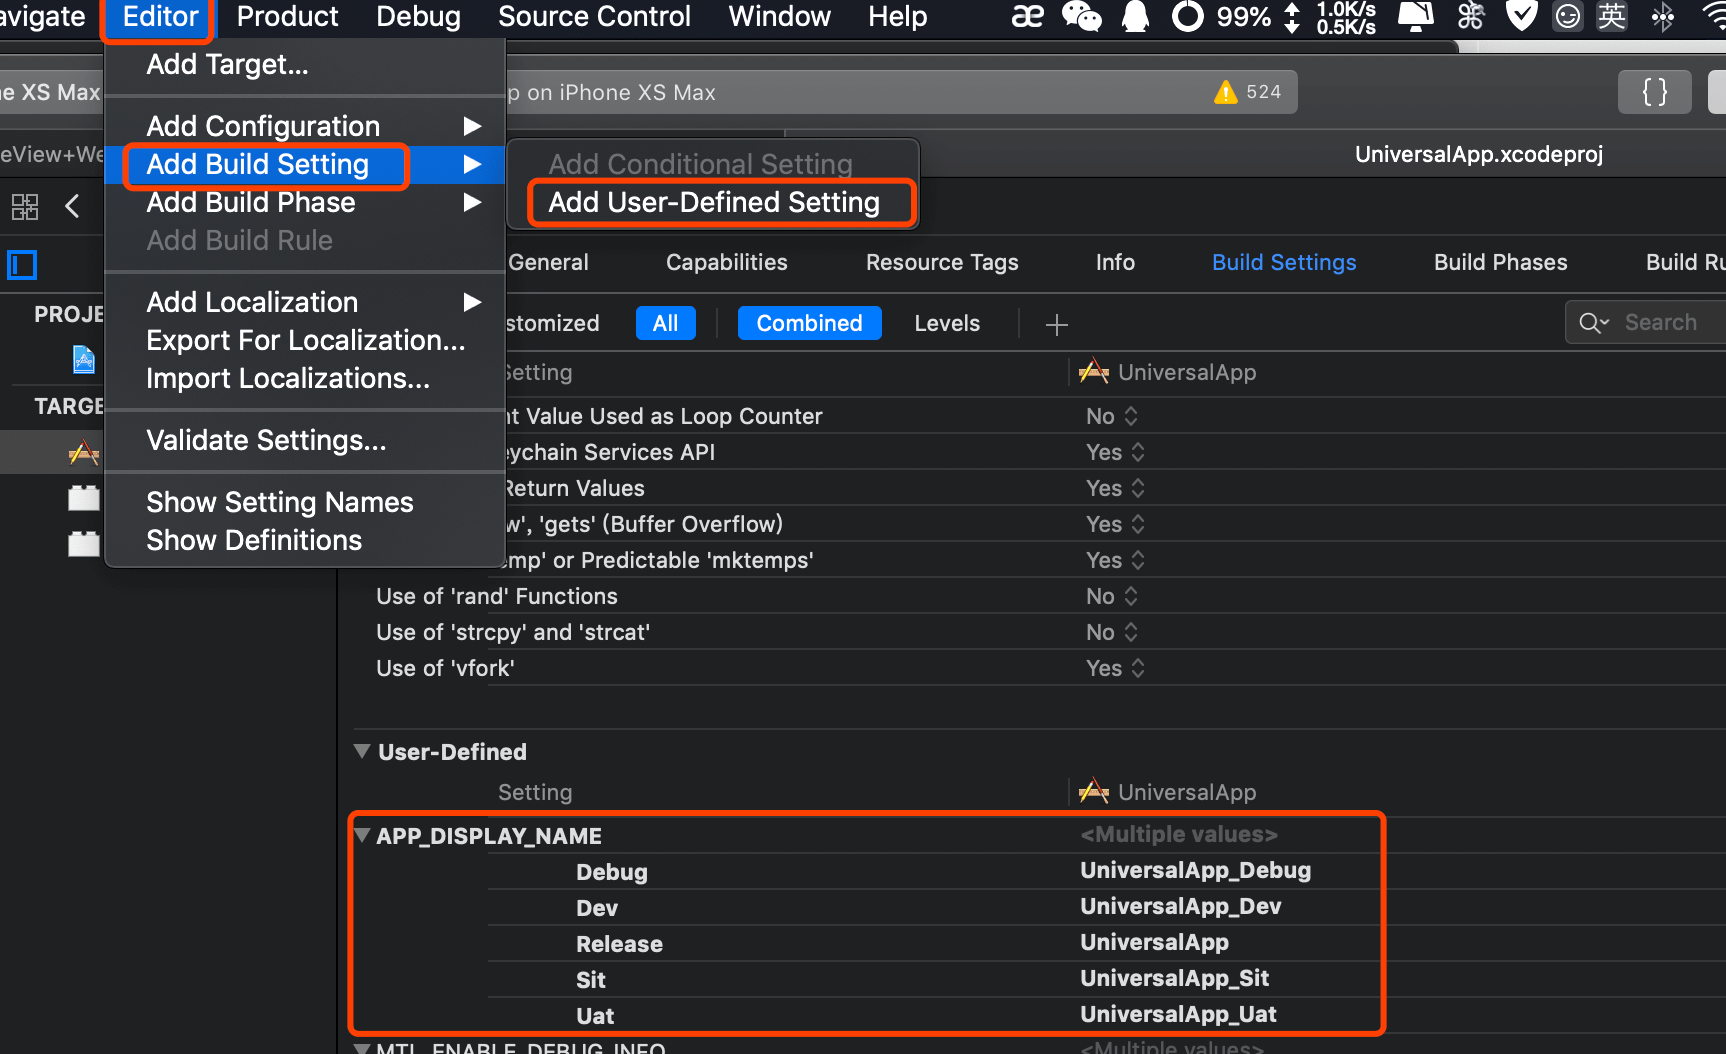 avigate Editor Product Debug Source Control Window Help æ 99% 1.0K/s 0.5K/s 英
Add Target...
e XS Max p on iPhone XS Max 524 {}
Add Configuration
eView+We Add Build Setting Add Conditional Setting UniversalApp.xcodeproj
Add Build Phase Add User-Defined Setting
Add Build Rule
General Capabilities Resource Tags Info Build Settings Build Phases Build Ru
PROJE Add Localization
stomized All Combined Levels + Search
Export For Localization...
Import Localizations...
Setting UniversalApp
TARGE
nt Value Used as Loop Counter No
Validate Settings...
eychain Services API Yes
Return Values Yes
Show Setting Names
w', 'gets' (Buffer Overflow) Yes
Show Definitions
emp' or Predictable 'mktemps' Yes
Use of 'rand' Functions No
Use of 'strcpy' and 'strcat' No
Use of 'vfork' Yes
User-Defined
Setting UniversalApp
APP_DISPLAY_NAME <Multiple values>
Debug UniversalApp_Debug
Dev UniversalApp_Dev
Release UniversalApp
Sit UniversalApp_Sit
Uat UniversalApp_Uat
MTL_ENABLE_DEBUG_INFO <Multiple values>